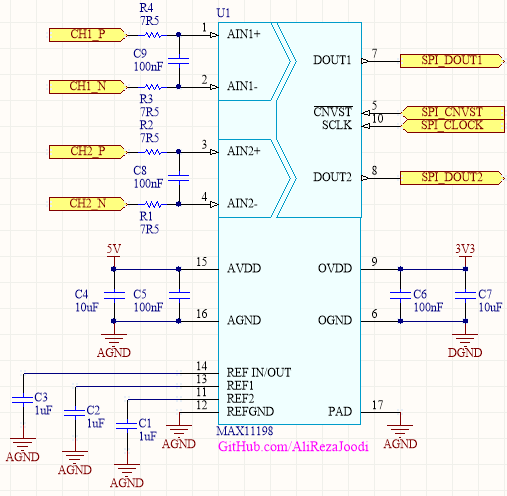 R4
7R5
U1
CH1_P
1
AIN1+
C9
100nF
DOUT1
7
SPI_DOUT1
CH1_N
2
AIN1-
R3
7R5
R2
7R5
CNVST
5
SPI_CNVST
SCLK
10
SPI_CLOCK
CH2_P
3
AIN2+
C8
100nF
DOUT2
8
SPI_DOUT2
CH2_N
4
AIN2-
R1
7R5
5V
15
AVDD
OVDD
9
3V3
C4
10uF
C5
100nF
C6
100nF
C7
10uF
16
AGND
OGND
6
AGND
DGND
14
REF IN/OUT
13
REF1
11
REF2
12
REFGND
PAD
17
C3
1uF
C2
1uF
C1
1uF
AGND
AGND
AGND
AGND
AGND
MAX11198
GitHub.com/AliRezaJoodi